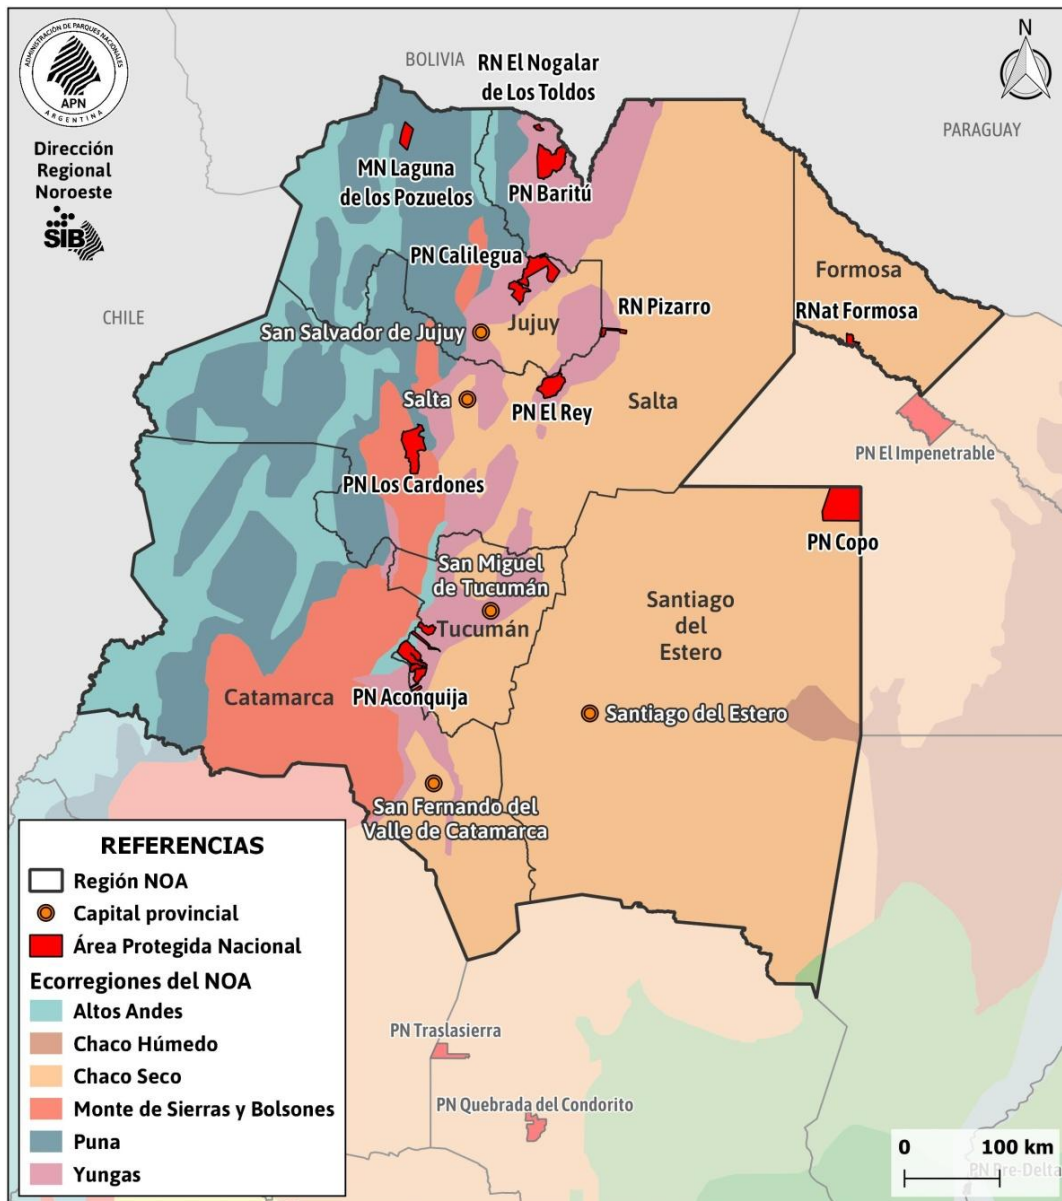 ADMINISTRACIÓN DE PARQUES NACIONALES
APN
ARGENTINA
Dirección
Regional
Noroeste
SIB
N
BOLIVIA
PARAGUAY
CHILE
RN El Nogalar
de Los Toldos
MN Laguna
de los Pozuelos
PN Baritú
PN Calilegua
Formosa
RN Pizarro
RNat Formosa
San Salvador de Jujuy
Jujuy
Salta
PN El Rey
Salta
PN El Impenetrable
PN Los Cardones
PN Copo
San Miguel
de Tucumán
Tucumán
Santiago
del
Estero
Catamarca
PN Aconquija
Santiago del Estero
San Fernando del
Valle de Catamarca
REFERENCIAS
Región NOA
Capital provincial
Área Protegida Nacional
Ecorregiones del NOA
Altos Andes
Chaco Húmedo
Chaco Seco
Monte de Sierras y Bolsones
Puna
Yungas
PN Traslasierra
PN Quebrada del Condorito
0 100 km
PN Pre-Delta